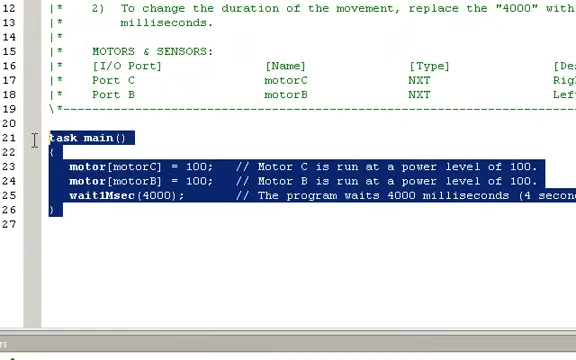 12 |* 2) To change the duration of the movement, replace the "4000" with
13 |* milliseconds.
14 |*
15 |* MOTORS & SENSORS:
16 |* [I/O Port] [Name] [Type]
17 |* Port C motorC NXT
18 |* Port B motorB NXT
19 \*--------------------------------------------------------------------
20
21 task main()
22 {
23 motor[motorC] = 100; // Motor C is run at a power level of 100.
24 motor[motorB] = 100; // Motor B is run at a power level of 100.
25 wait1Msec(4000); // The program waits 4000 milliseconds (4
26 }
27